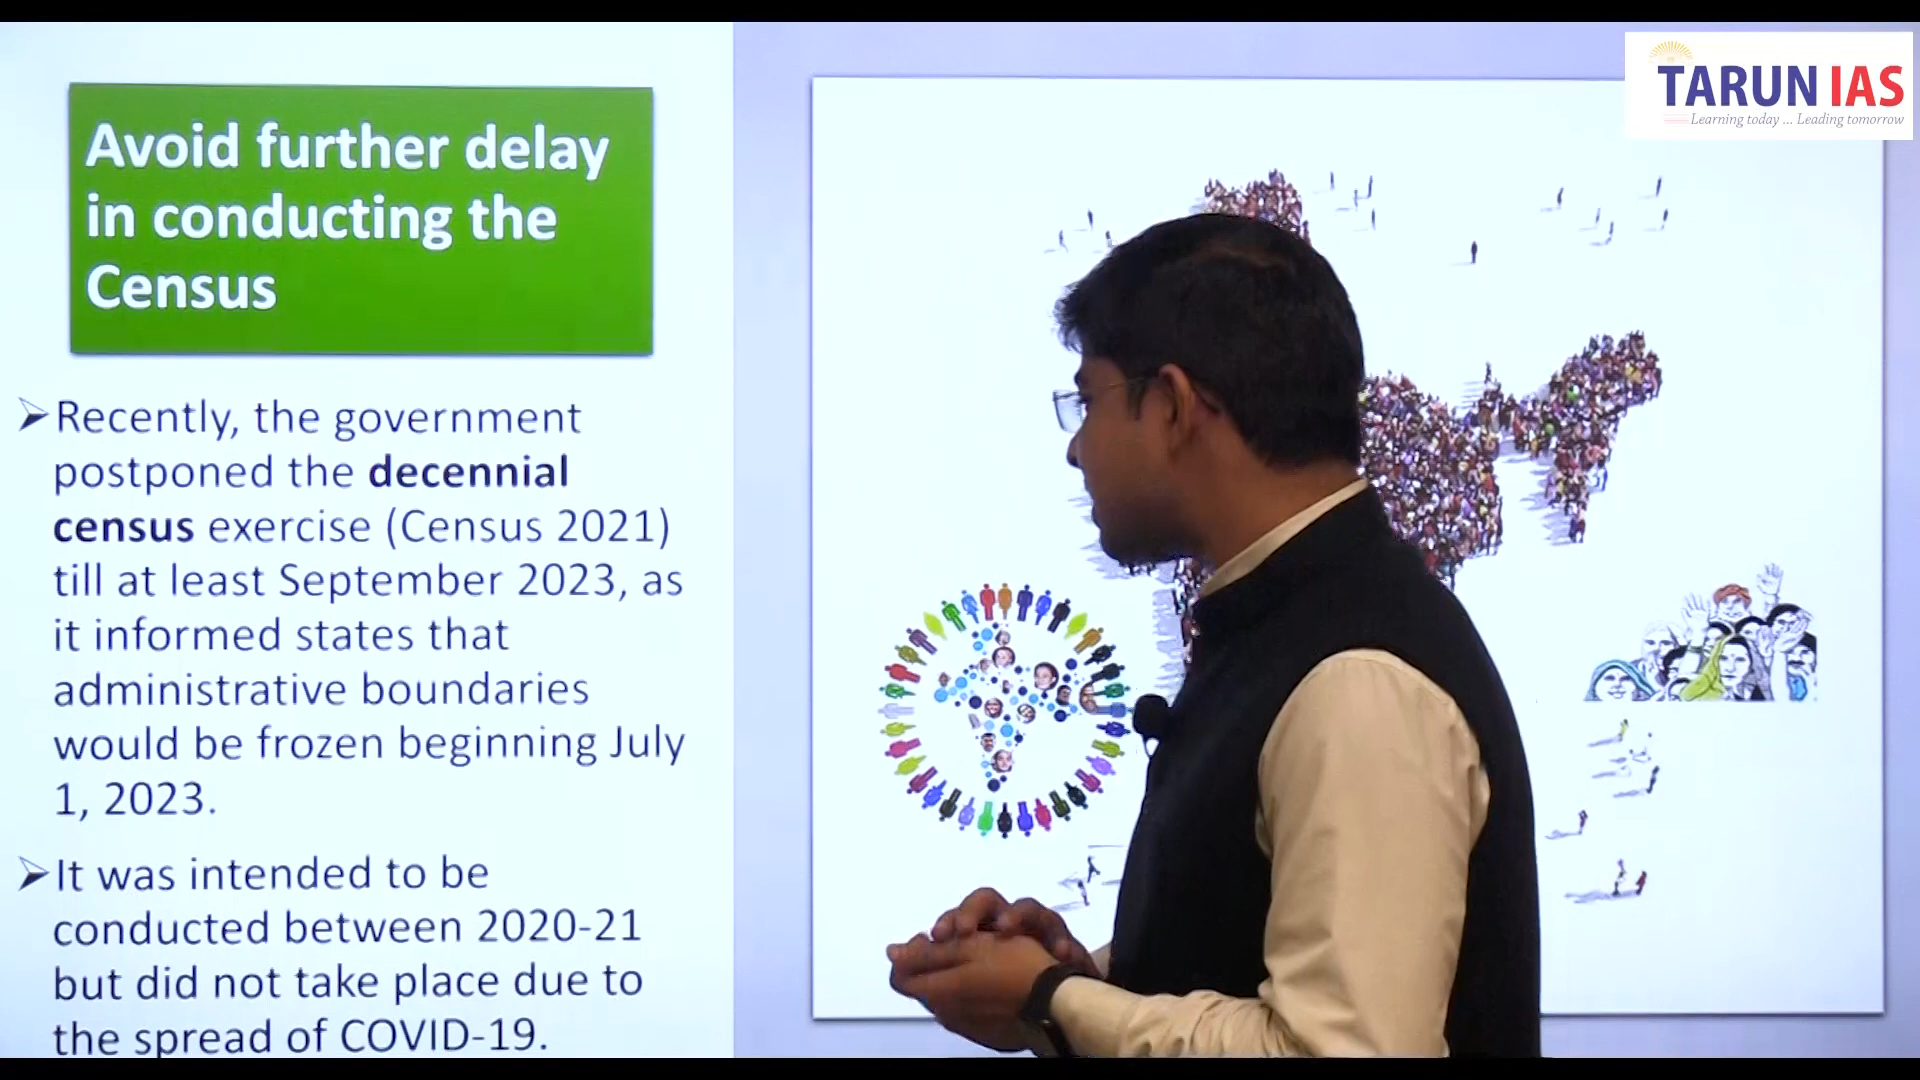 TARUN IAS
Learning today ... Leading tomorrow
Avoid further delay
in conducting the
Census
➢Recently, the government
postponed the decennial
census exercise (Census 2021)
till at least September 2023, as
it informed states that
administrative boundaries
would be frozen beginning July
1, 2023.
➢It was intended to be
conducted between 2020-21
but did not take place due to
the spread of COVID-19.